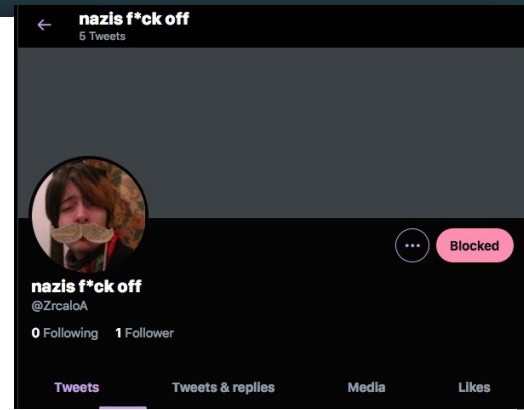 nazis f*ck off
5 Tweets
Blocked
nazis f*ck off
@ZrcaloA
0 Following 1 Follower
Tweets Tweets & replies Media Likes